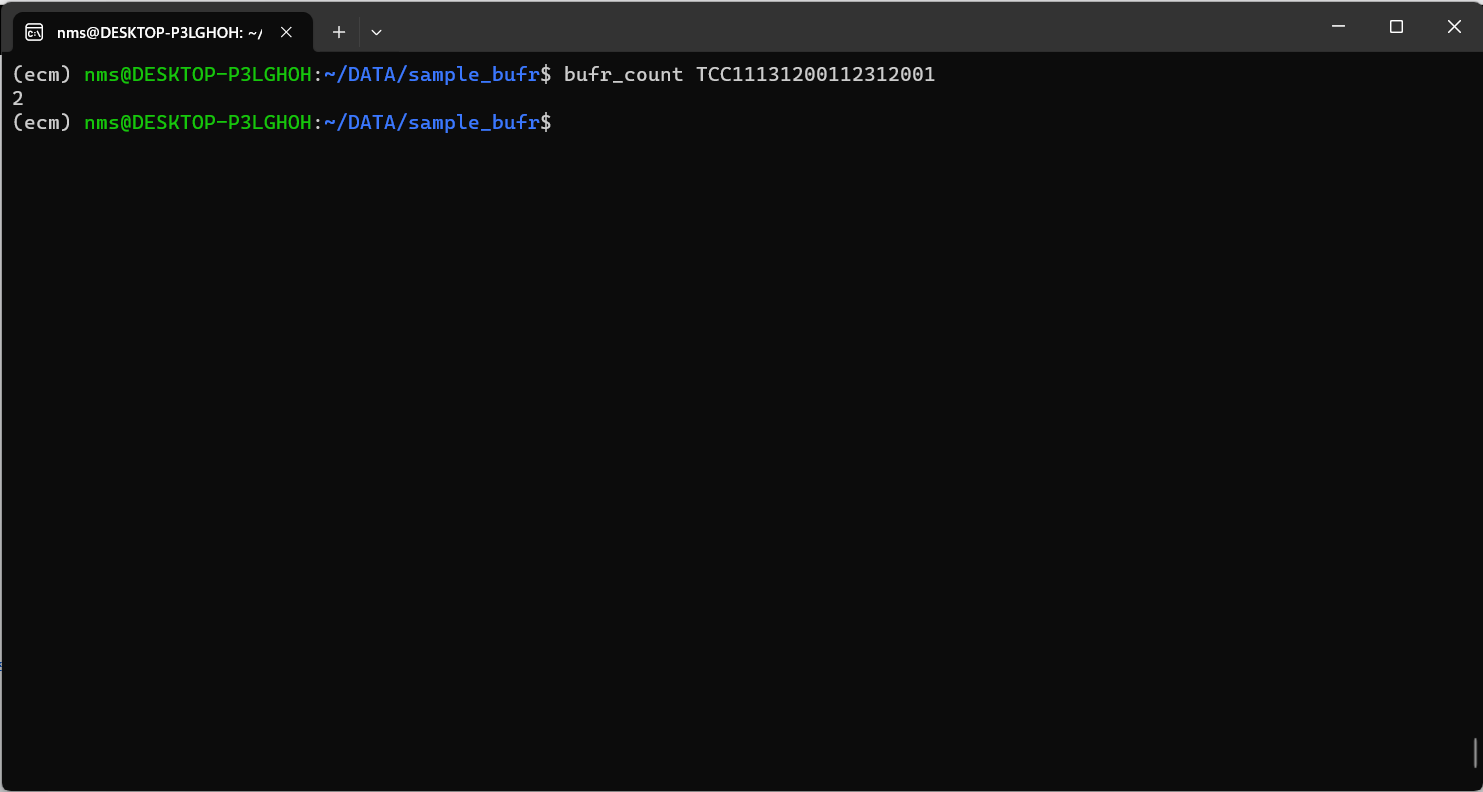 nms@DESKTOP-P3LGHOH: ~/
(ecm) nms@DESKTOP-P3LGHOH:~/DATA/sample_bufr$ bufr_count TCC11131200112312001
2
(ecm) nms@DESKTOP-P3LGHOH:~/DATA/sample_bufr$